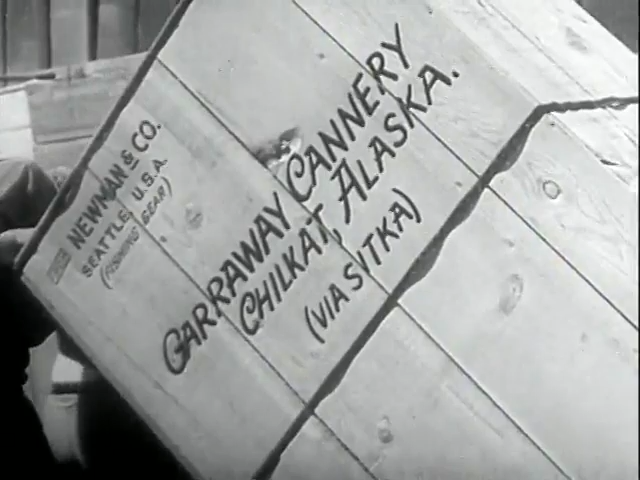 NEWMAN & CO.
SEATTLE, U.S.A.
(FISHING GEAR)
GARRAWAY CANNERY
CHILKAT, ALASKA.
(VIA SITKA)